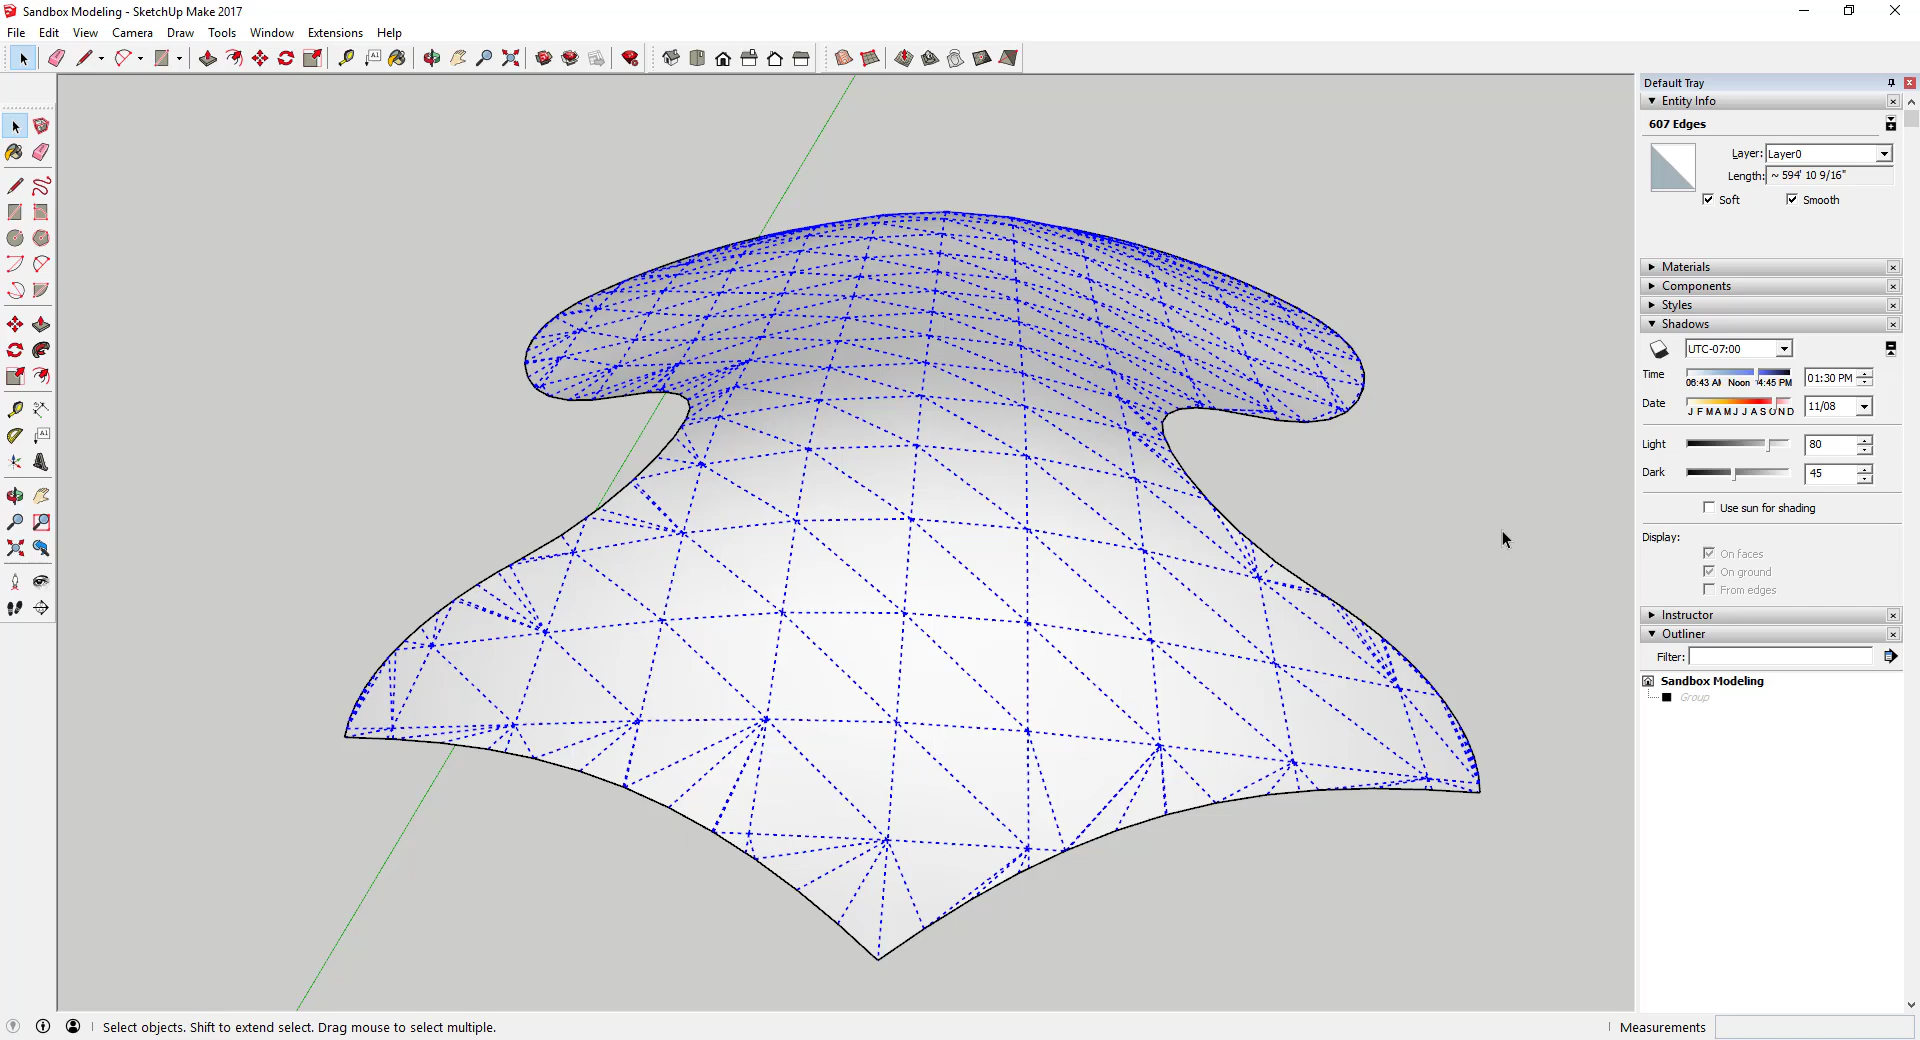 Sandbox Modeling - SketchUp Make 2017
File Edit View Camera Draw Tools Window Extensions Help
Default Tray
Entity Info
607 Edges
Layer: Layer0
Length: ~ 594' 10 9/16"
Soft Smooth
Materials
Components
Styles
Shadows
UTC-07:00
Time 06:43 AM Noon 4:45 PM 01:30 PM
Date J F M A M J J A S O N D 11/08
Light 80
Dark 45
Use sun for shading
Display:
On faces
On ground
From edges
Instructor
Outliner
Filter:
Sandbox Modeling
Group
Select objects. Shift to extend select. Drag mouse to select multiple.
Measurements